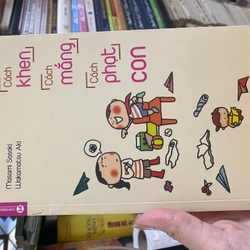 Cách
khen,
Cách
mắng,
Cách
phạt
con
Masami Sasaki
Wakamatsu Aki